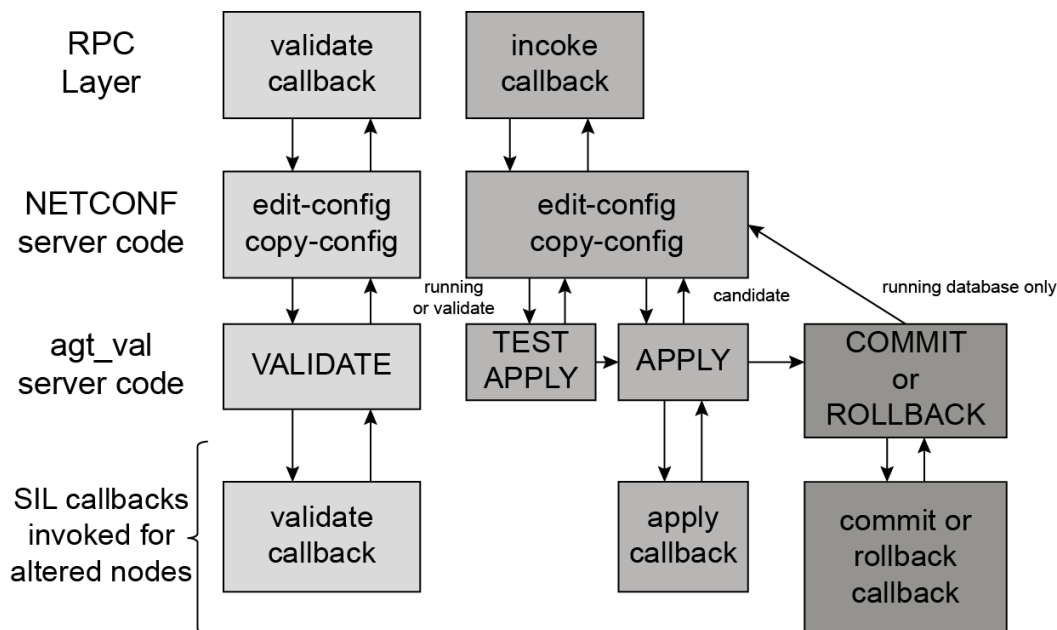 RPC
Layer
validate
callback
incoke
callback
NETCONF
server code
edit-config
copy-config
edit-config
copy-config
running
or validate
candidate
running database only
agt_val
server code
VALIDATE
TEST
APPLY
APPLY
COMMIT
or
ROLLBACK
SIL callbacks
invoked for
altered nodes
validate
callback
apply
callback
commit or
rollback
callback